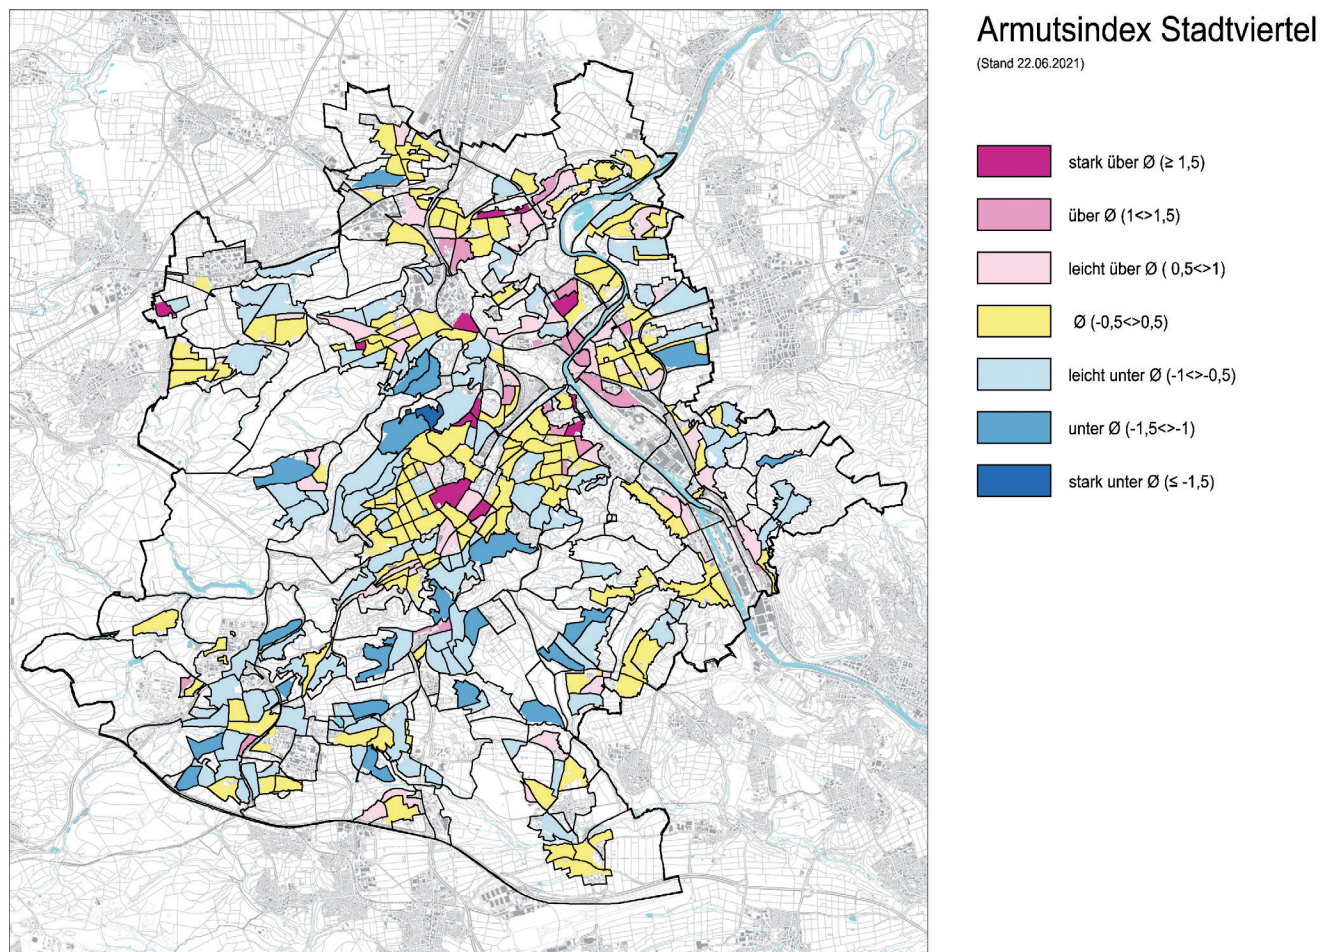 Armutsindex Stadtviertel
(Stand 22.06.2021)
stark über Ø (≥ 1,5)
über Ø (1<>1,5)
leicht über Ø ( 0,5<>1)
Ø (-0,5<>0,5)
leicht unter Ø (-1<>-0,5)
unter Ø (-1,5<>-1)
stark unter Ø (≤ -1,5)